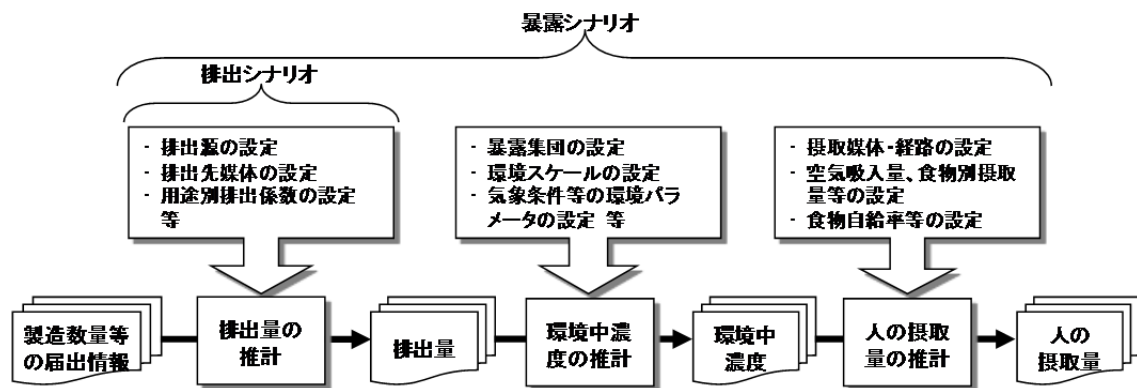 暴露シナリオ
排出シナリオ
- 排出源の設定
- 排出先媒体の設定
- 用途別排出係数の設定
等
- 暴露集団の設定
- 環境スケールの設定
- 気象条件等の環境パラ
メータの設定 等
- 摂取媒体・経路の設定
- 空気吸入量、食物別摂取
量等の設定
- 食物自給率等の設定
製造数量等
の届出情報
排出量の
推計
排出量
環境中濃
度の推計
環境中
濃度
人の摂取
量の推計
人の
摂取量